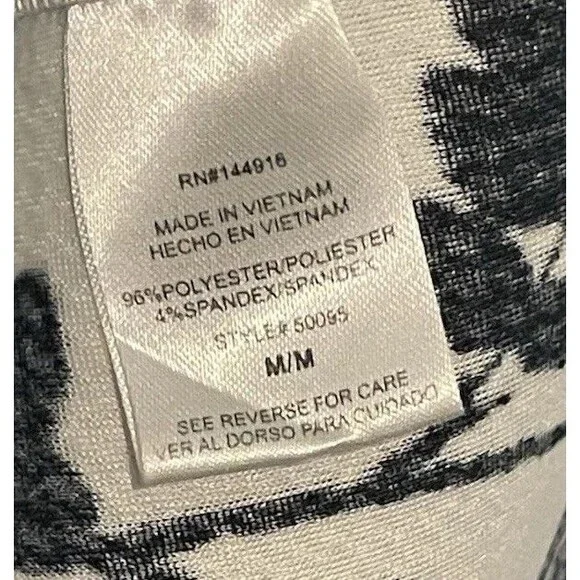 RN#144916
MADE IN VIETNAM
HECHO EN VIETNAM
96%POLYESTER/POLIESTER
4%SPANDEX/SPANDEX
STYLE# 50095
M/M
SEE REVERSE FOR CARE
VER AL DORSO PARA CUIDADO